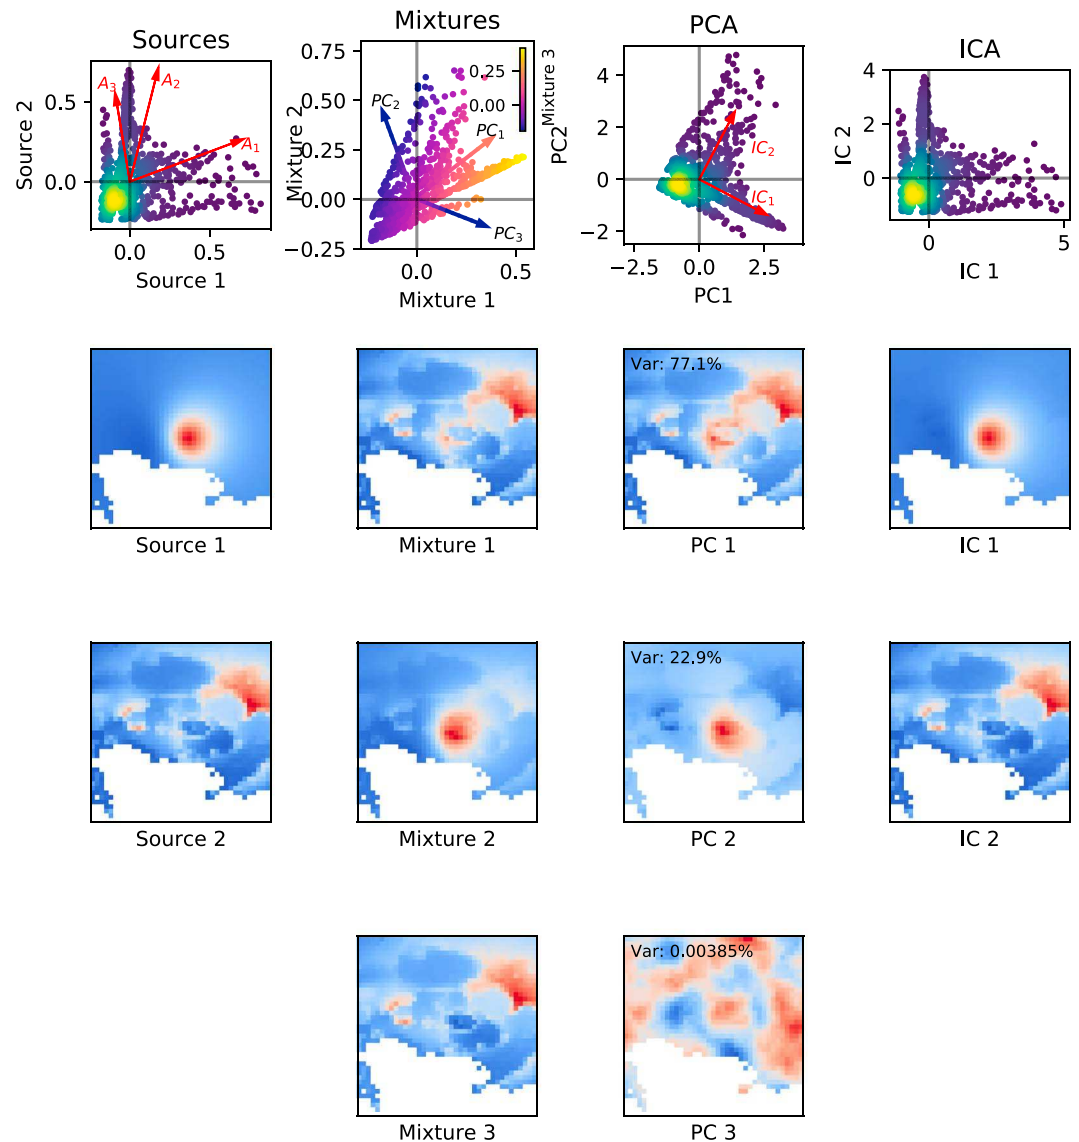 Sources
Mixtures
PCA
ICA
Source 2
0.5
0.0
A3
A2
A1
0.0
0.5
Source 1
Mixture 2
0.75
0.50
0.25
0.00
−0.25
PC2
PC1
PC3
0.25
0.00
Mixture 3
0.0
0.5
Mixture 1
PC2
4
2
0
−2
IC2
IC1
−2.5
0.0
2.5
PC1
IC 2
4
2
0
0
5
IC 1
Source 1
Mixture 1
Var: 77.1%
PC 1
IC 1
Source 2
Mixture 2
Var: 22.9%
PC 2
IC 2
Mixture 3
Var: 0.00385%
PC 3